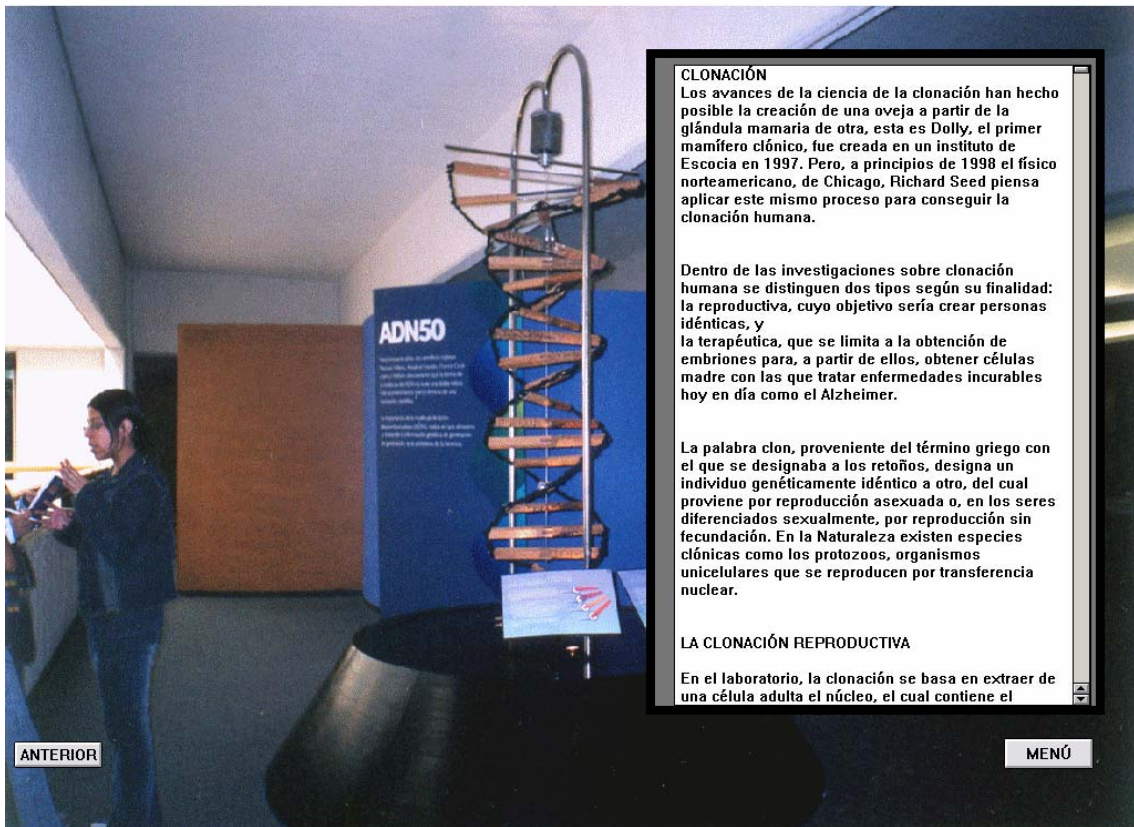 CLONACIÓN
Los avances de la ciencia de la clonación han hecho
posible la creación de una oveja a partir de la
glándula mamaria de otra, esta es Dolly, el primer
mamífero clónico, fue creada en un instituto de
Escocia en 1997. Pero, a principios de 1998 el físico
norteamericano, de Chicago, Richard Seed piensa
aplicar este mismo proceso para conseguir la
clonación humana.
Dentro de las investigaciones sobre clonación
humana se distinguen dos tipos según su finalidad:
la reproductiva, cuyo objetivo sería crear personas
idénticas, y
la terapéutica, que se limita a la obtención de
embriones para, a partir de ellos, obtener células
madre con las que tratar enfermedades incurables
hoy en día como el Alzheimer.
La palabra clon, proveniente del término griego con
el que se designaba a los retoños, designa un
individuo genéticamente idéntico a otro, del cual
proviene por reproducción asexuada o, en los seres
diferenciados sexualmente, por reproducción sin
fecundación. En la Naturaleza existen especies
clónicas como los protozoos, organismos
unicelulares que se reproducen por transferencia
nuclear.
LA CLONACIÓN REPRODUCTIVA
En el laboratorio, la clonación se basa en extraer de
una célula adulta el núcleo, el cual contiene el
ADN50
ANTERIOR
MENÚ